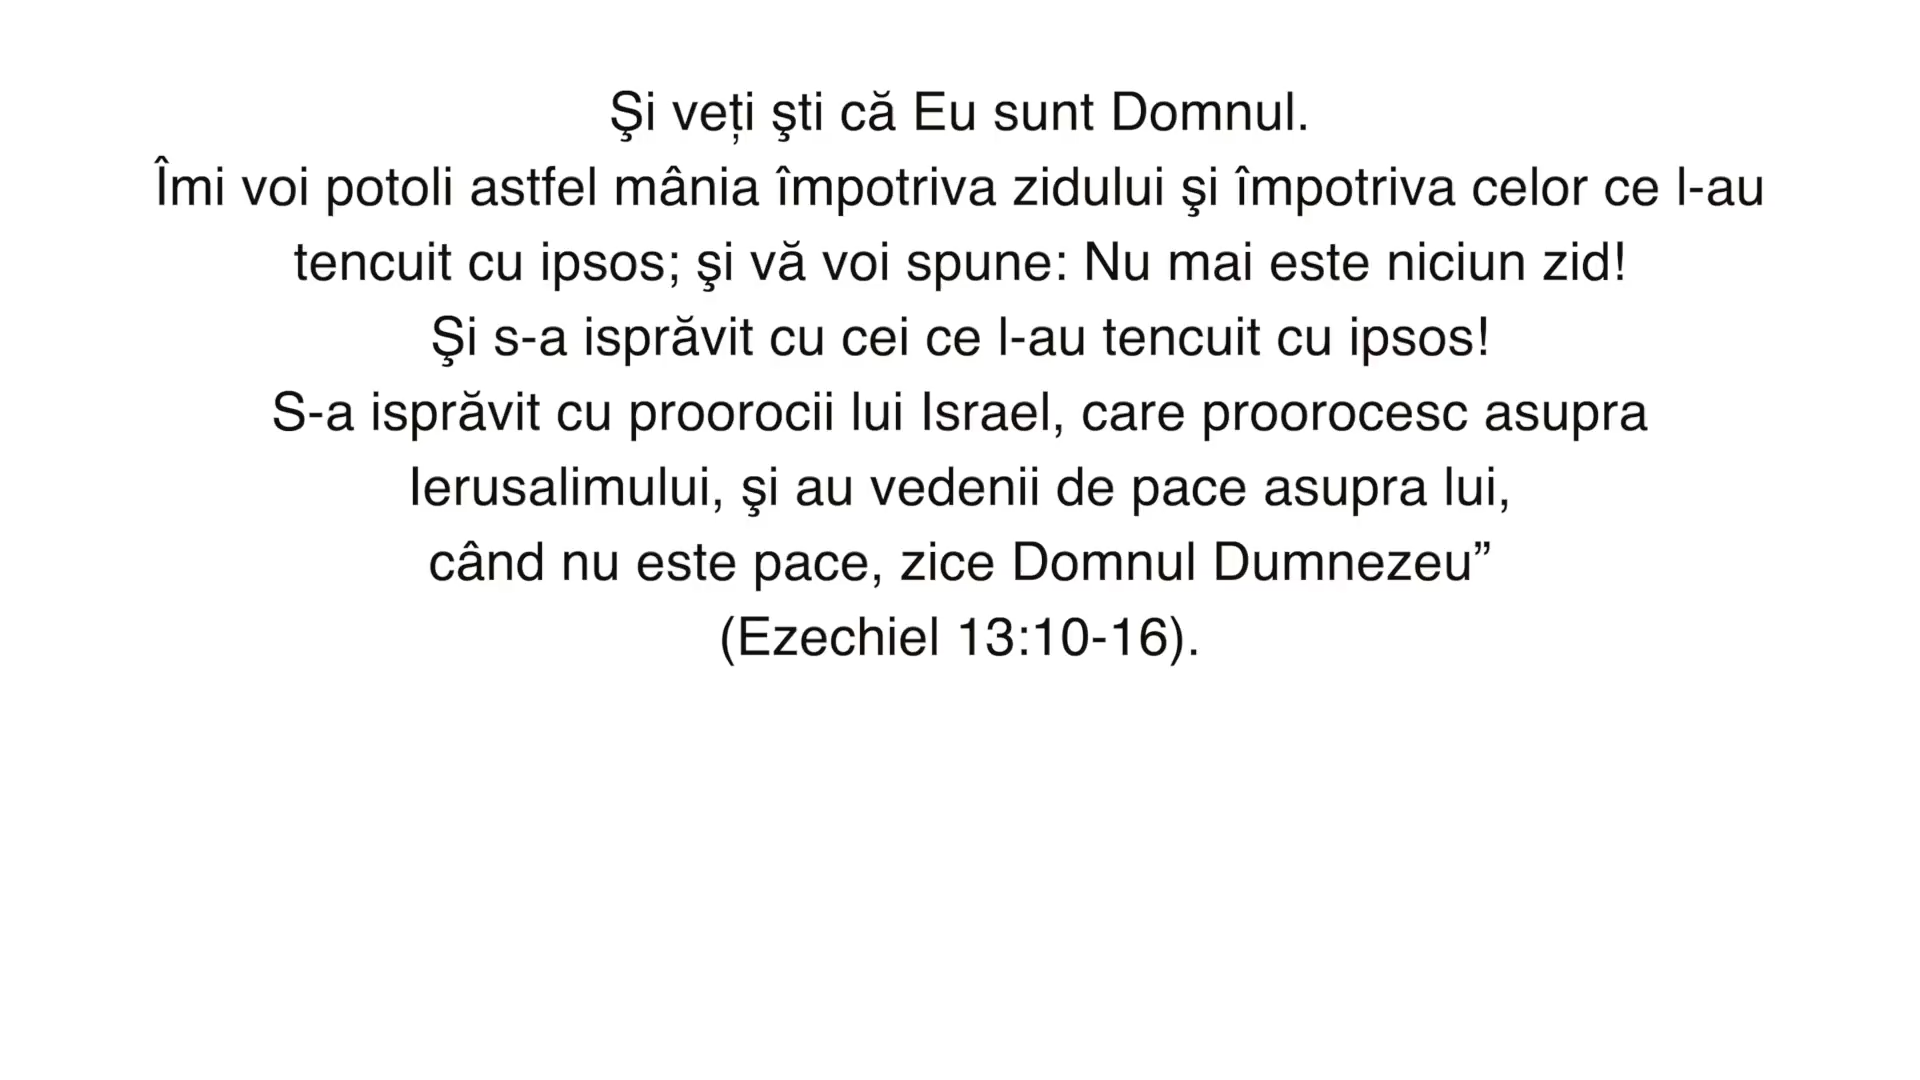 Şi veți şti că Eu sunt Domnul.
Îmi voi potoli astfel mânia împotriva zidului şi împotriva celor ce l-au
tencuit cu ipsos; şi vă voi spune: Nu mai este niciun zid!
Şi s-a isprăvit cu cei ce l-au tencuit cu ipsos!
S-a isprăvit cu proorocii lui Israel, care proorocesc asupra
Ierusalimului, şi au vedenii de pace asupra lui,
când nu este pace, zice Domnul Dumnezeu”
(Ezechiel 13:10-16).